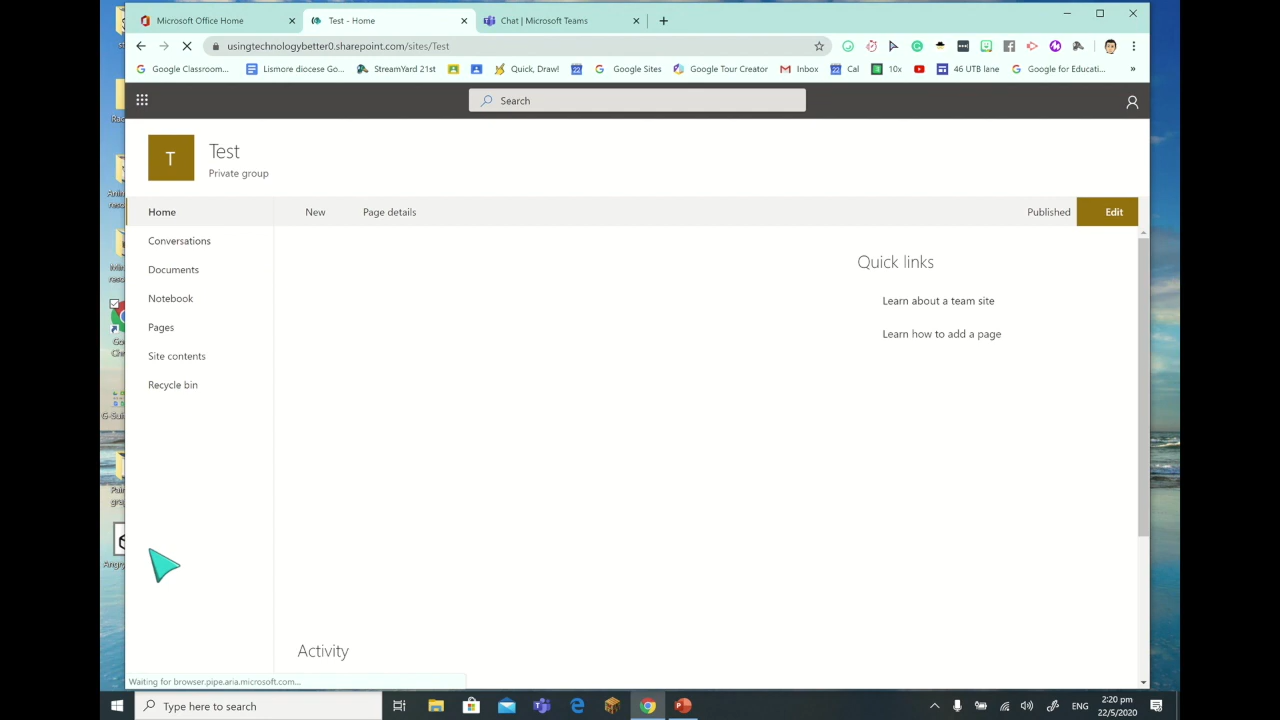 Microsoft Office Home
Test - Home
Chat | Microsoft Teams
usingtechnologybetter0.sharepoint.com/sites/Test
Google Classroom...
Lismore diocese Go...
StreamYard 21st
22
Quick, Draw!
Google Sites
Google Tour Creator
Inbox
22 Cal
10x
46 UTB lane
Google for Educati...
»
Search
T
Test
Private group
Home
New
Page details
Published
Edit
Conversations
Documents
Notebook
Pages
Site contents
Recycle bin
Quick links
Learn about a team site
Learn how to add a page
Activity
Waiting for browser.pipe.aria.microsoft.com...
Type here to search
ENG
2:20 PM
22/5/2020